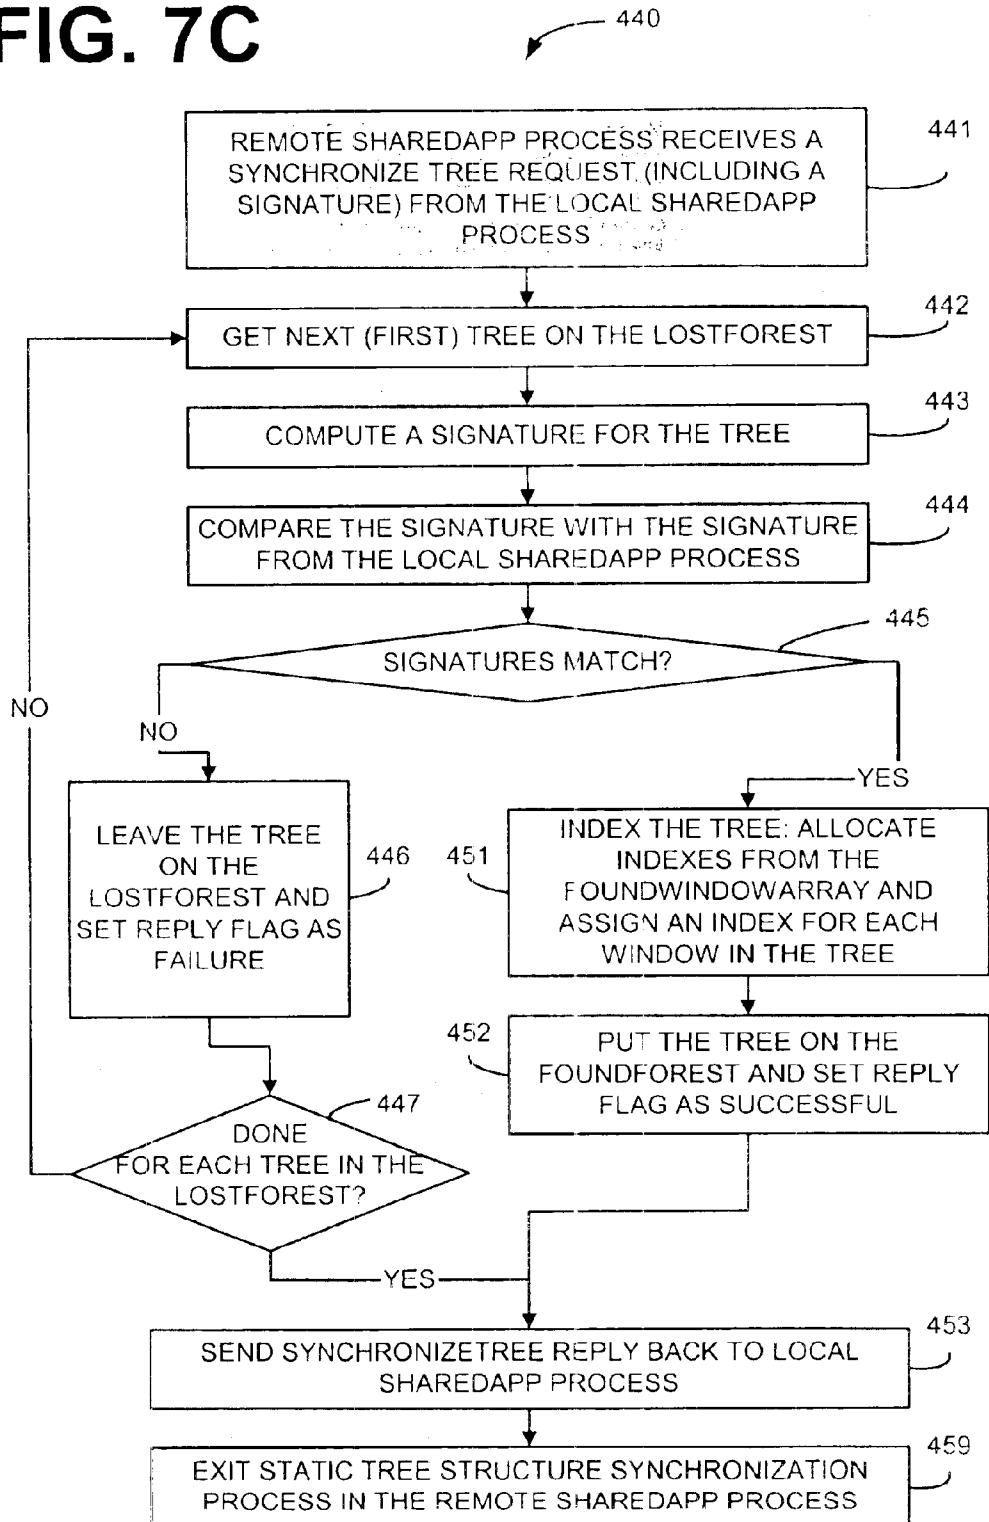 FIG. 7C
440
REMOTE SHAREDAPP PROCESS RECEIVES A
SYNCHRONIZE TREE REQUEST (INCLUDING A
SIGNATURE) FROM THE LOCAL SHAREDAPP
PROCESS
441
GET NEXT (FIRST) TREE ON THE LOSTFOREST
442
COMPUTE A SIGNATURE FOR THE TREE
443
COMPARE THE SIGNATURE WITH THE SIGNATURE
FROM THE LOCAL SHAREDAPP PROCESS
444
SIGNATURES MATCH?
445
NO
NO
YES
LEAVE THE TREE
ON THE
LOSTFOREST AND
SET REPLY FLAG AS
FAILURE
446
451
INDEX THE TREE: ALLOCATE
INDEXES FROM THE
FOUNDWINDOWARRAY AND
ASSIGN AN INDEX FOR EACH
WINDOW IN THE TREE
452
PUT THE TREE ON THE
FOUNDFOREST AND SET REPLY
FLAG AS SUCCESSFUL
447
DONE
FOR EACH TREE IN THE
LOSTFOREST?
YES
SEND SYNCHRONIZETREE REPLY BACK TO LOCAL
SHAREDAPP PROCESS
453
EXIT STATIC TREE STRUCTURE SYNCHRONIZATION
PROCESS IN THE REMOTE SHAREDAPP PROCESS
459